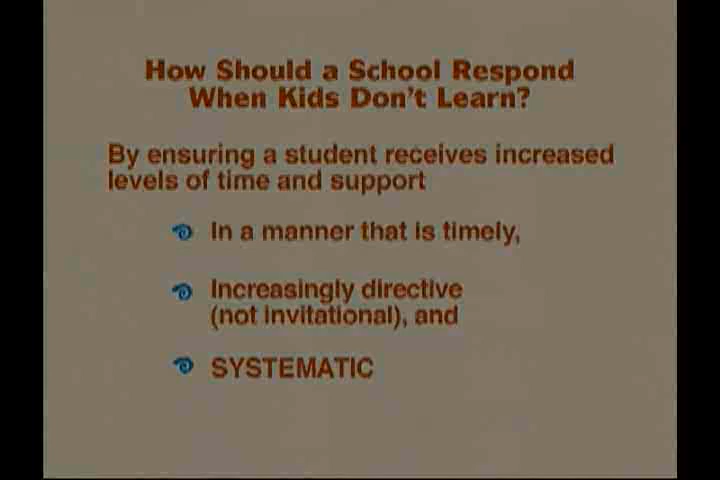 How Should a School Respond
When Kids Don't Learn?
By ensuring a student receives increased
levels of time and support
In a manner that is timely,
Increasingly directive
(not invitational), and
SYSTEMATIC